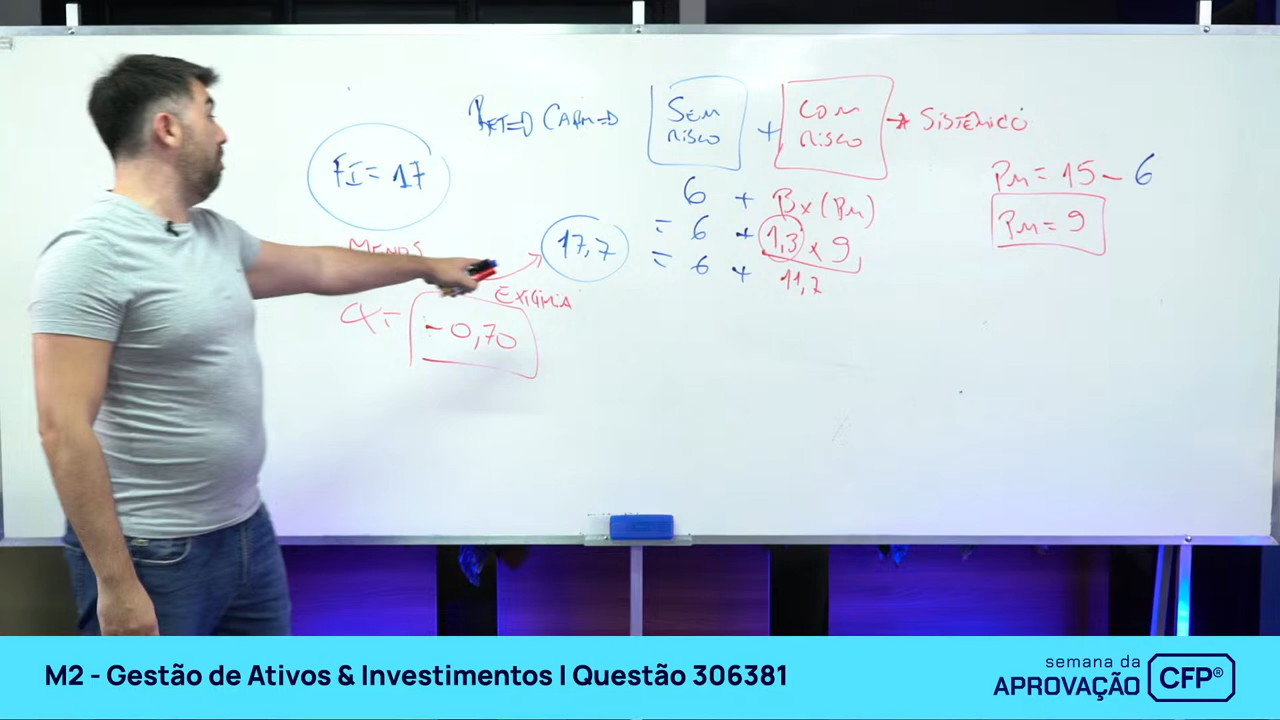 RET => CAPM => SEM RISCO + COM RISCO → SISTÊMICO
FI = 17
6 + B x (PM)
PM = 15 - 6
PM = 9
17,7 = 6 + 1,3 x 9
= 6 + 11,7
MENOS
EXIGIA
α = -0,70
M2 - Gestão de Ativos & Investimentos | Questão 306381
semana da
APROVAÇÃO CFP®